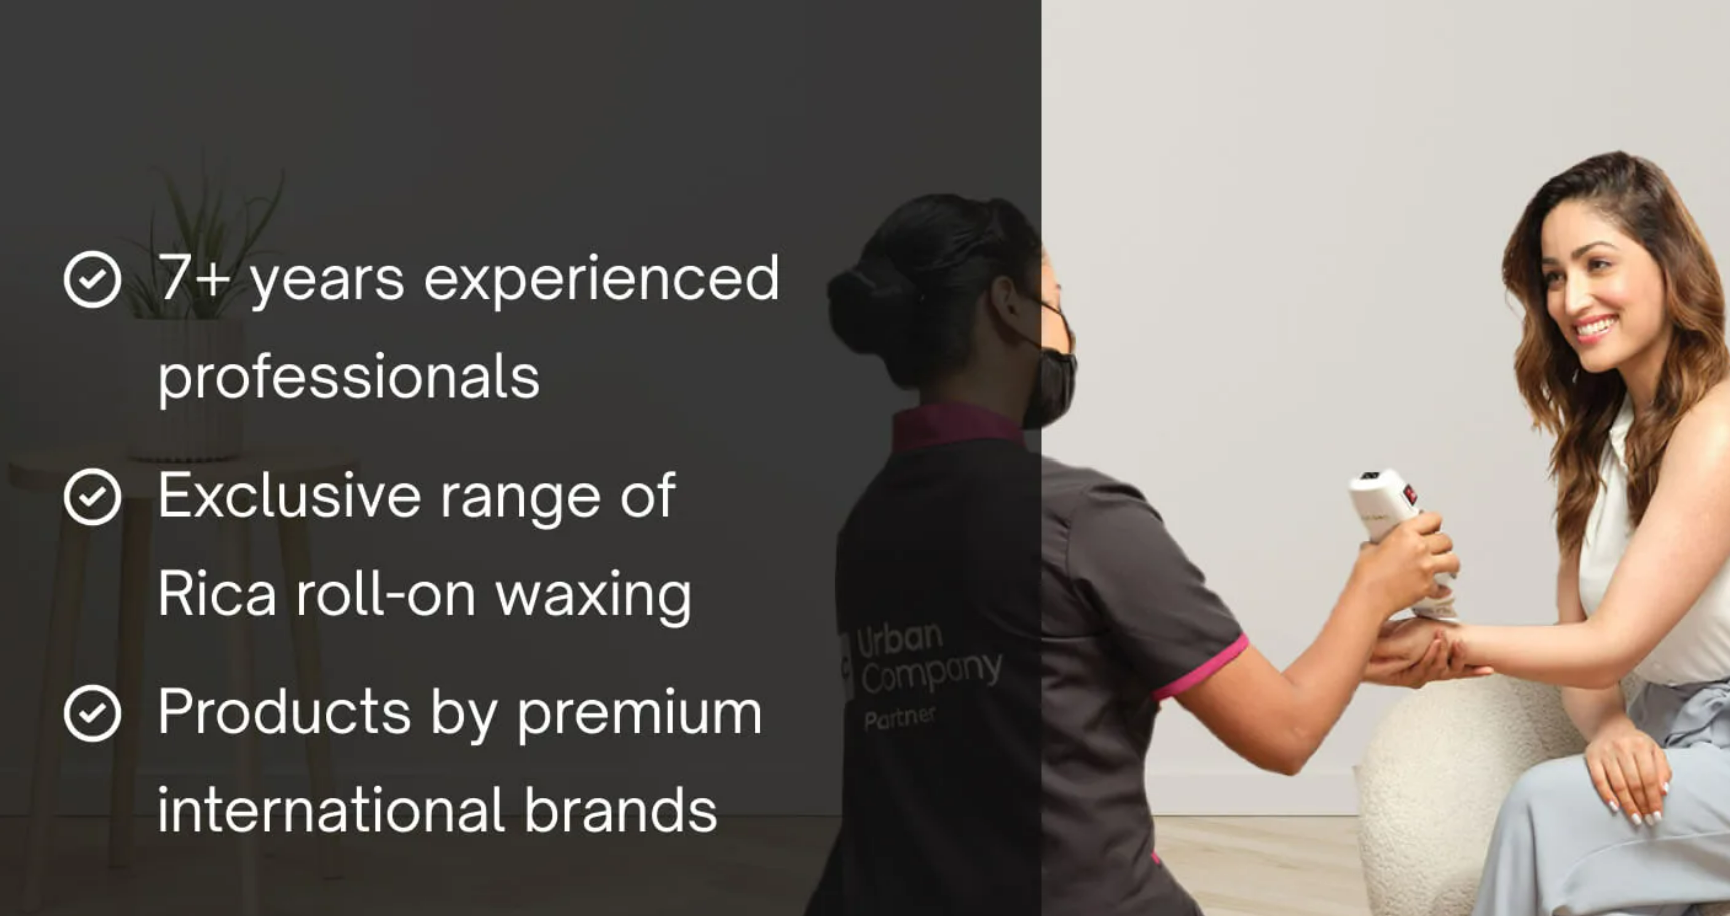 7+ years experienced
professionals
Exclusive range of
Rica roll-on waxing
Products by premium
international brands
Urban
Company
Partner